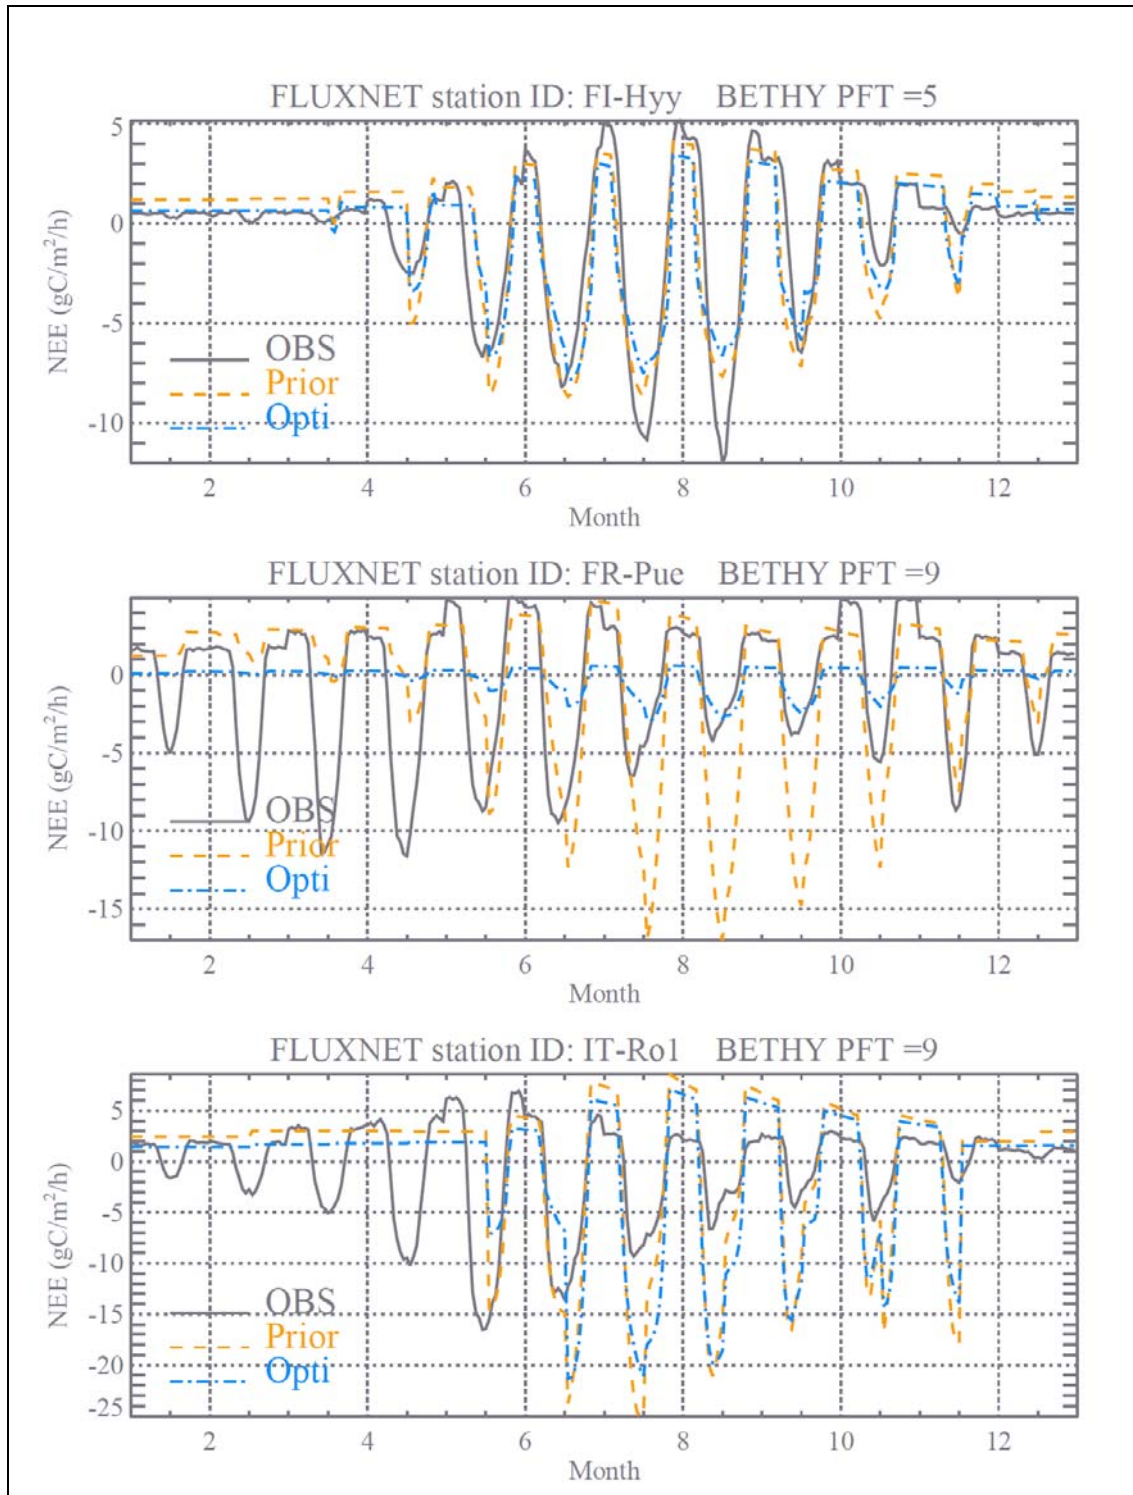 FLUXNET station ID: FI-Hyy BETHY PFT =5
5
0
-5
-10
NEE (gC/m²/h)
OBS
Prior
Opti
2 4 6 8 10 12
Month
FLUXNET station ID: FR-Pue BETHY PFT =9
0
-5
-10
-15
NEE (gC/m²/h)
OBS
Prior
Opti
2 4 6 8 10 12
Month
FLUXNET station ID: IT-Ro1 BETHY PFT =9
5
0
-5
-10
-15
-20
-25
NEE (gC/m²/h)
OBS
Prior
Opti
2 4 6 8 10 12
Month